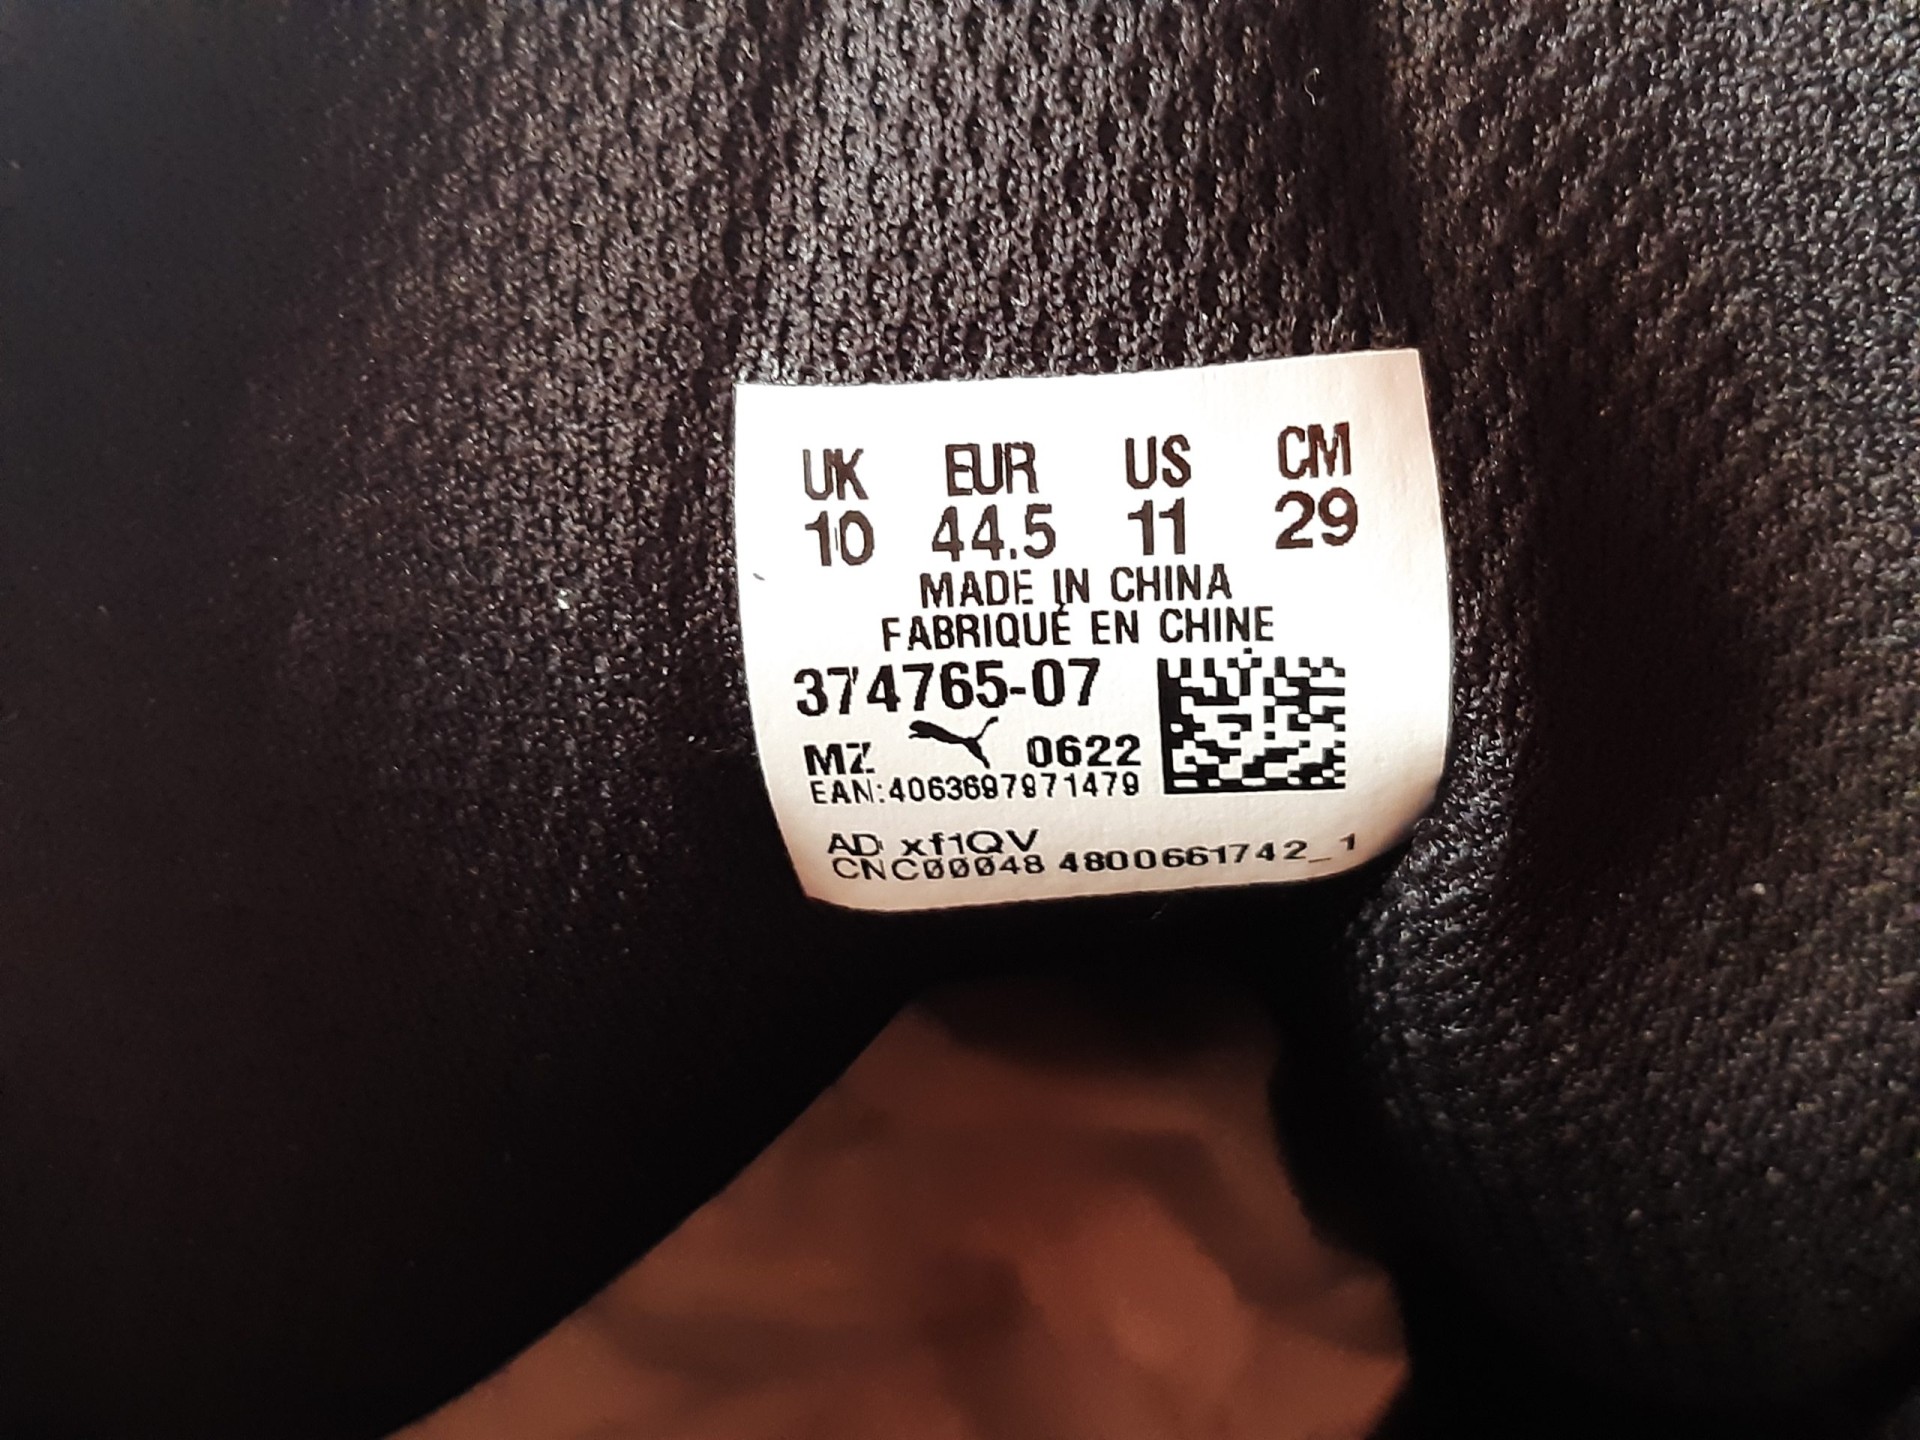 UK EUR US CM
10 44.5 11 29
MADE IN CHINA
FABRIQUÉ EN CHINE
374765-07
MZ 0622
EAN:4063697971479
AD xf1QV
CNC00048 4800661742_1